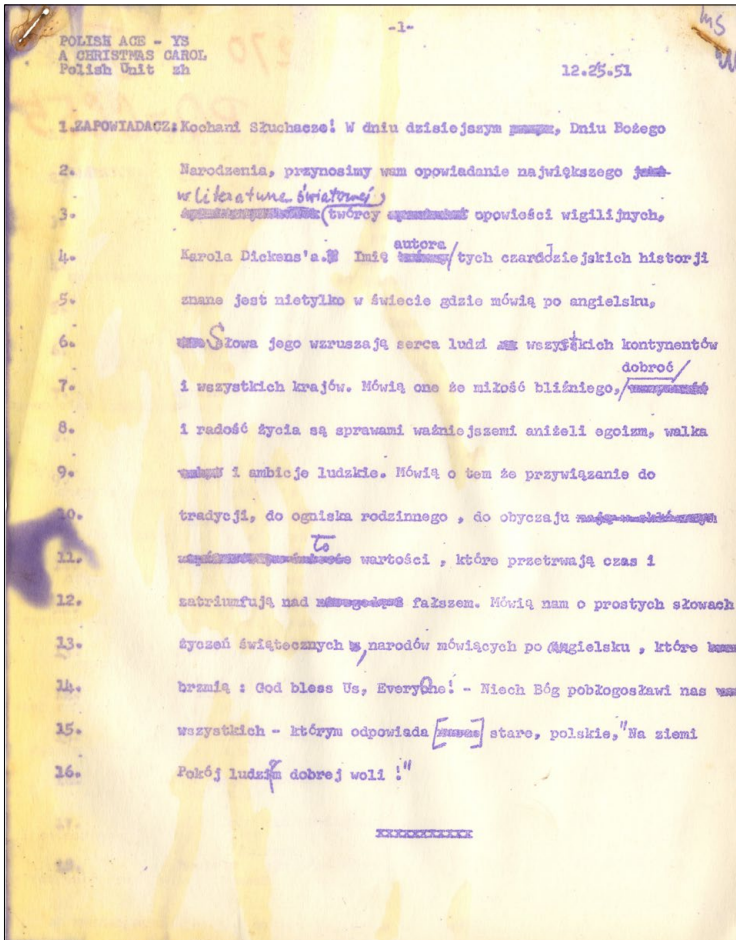 -1-
MS
POLISH ACE - YS
A CHRISTMAS CAROL
Polish Unit zh
12.25.51
1.ZAPOWIADACZ:Kochani Słuchacze! W dniu dzisiejszym, Dniu Bożego
2. Narodzenia, przynosimy wam opowiadanie największego
w literaturze światowej,
3. (twórcy opowieści wigilijnych,
autora
4. Karola Dickens'a. Imię /tych czarodziejskich historji
5. znane jest nietylko w świecie gdzie mówią po angielsku,
6. Słowa jego wzruszają serca ludzi wszystkich kontynentów
dobroć/
7. i wszystkich krajów. Mówią one że miłość bliźniego,/
8. i radość życia są sprawami ważniejszemi aniżeli egoizm, walka
9. i ambicje ludzkie. Mówią o tem że przywiązanie do
10. tradycji, do ogniska rodzinnego , do obyczaju
to
11. wartości , które przetrwają czas i
12. zatriumfują nad fałszem. Mówią nam o prostych słowach
13. życzeń świątecznych, narodów mówiących po angielsku , które
14. brzmią : God bless Us, EveryOne! - Niech Bóg pobłogosławi nas
15. wszystkich - którym odpowiada [ ] stare, polskie,"Na ziemi
16. Pokój ludziom dobrej woli !"
17.
18.
xxxxxxxxxxx